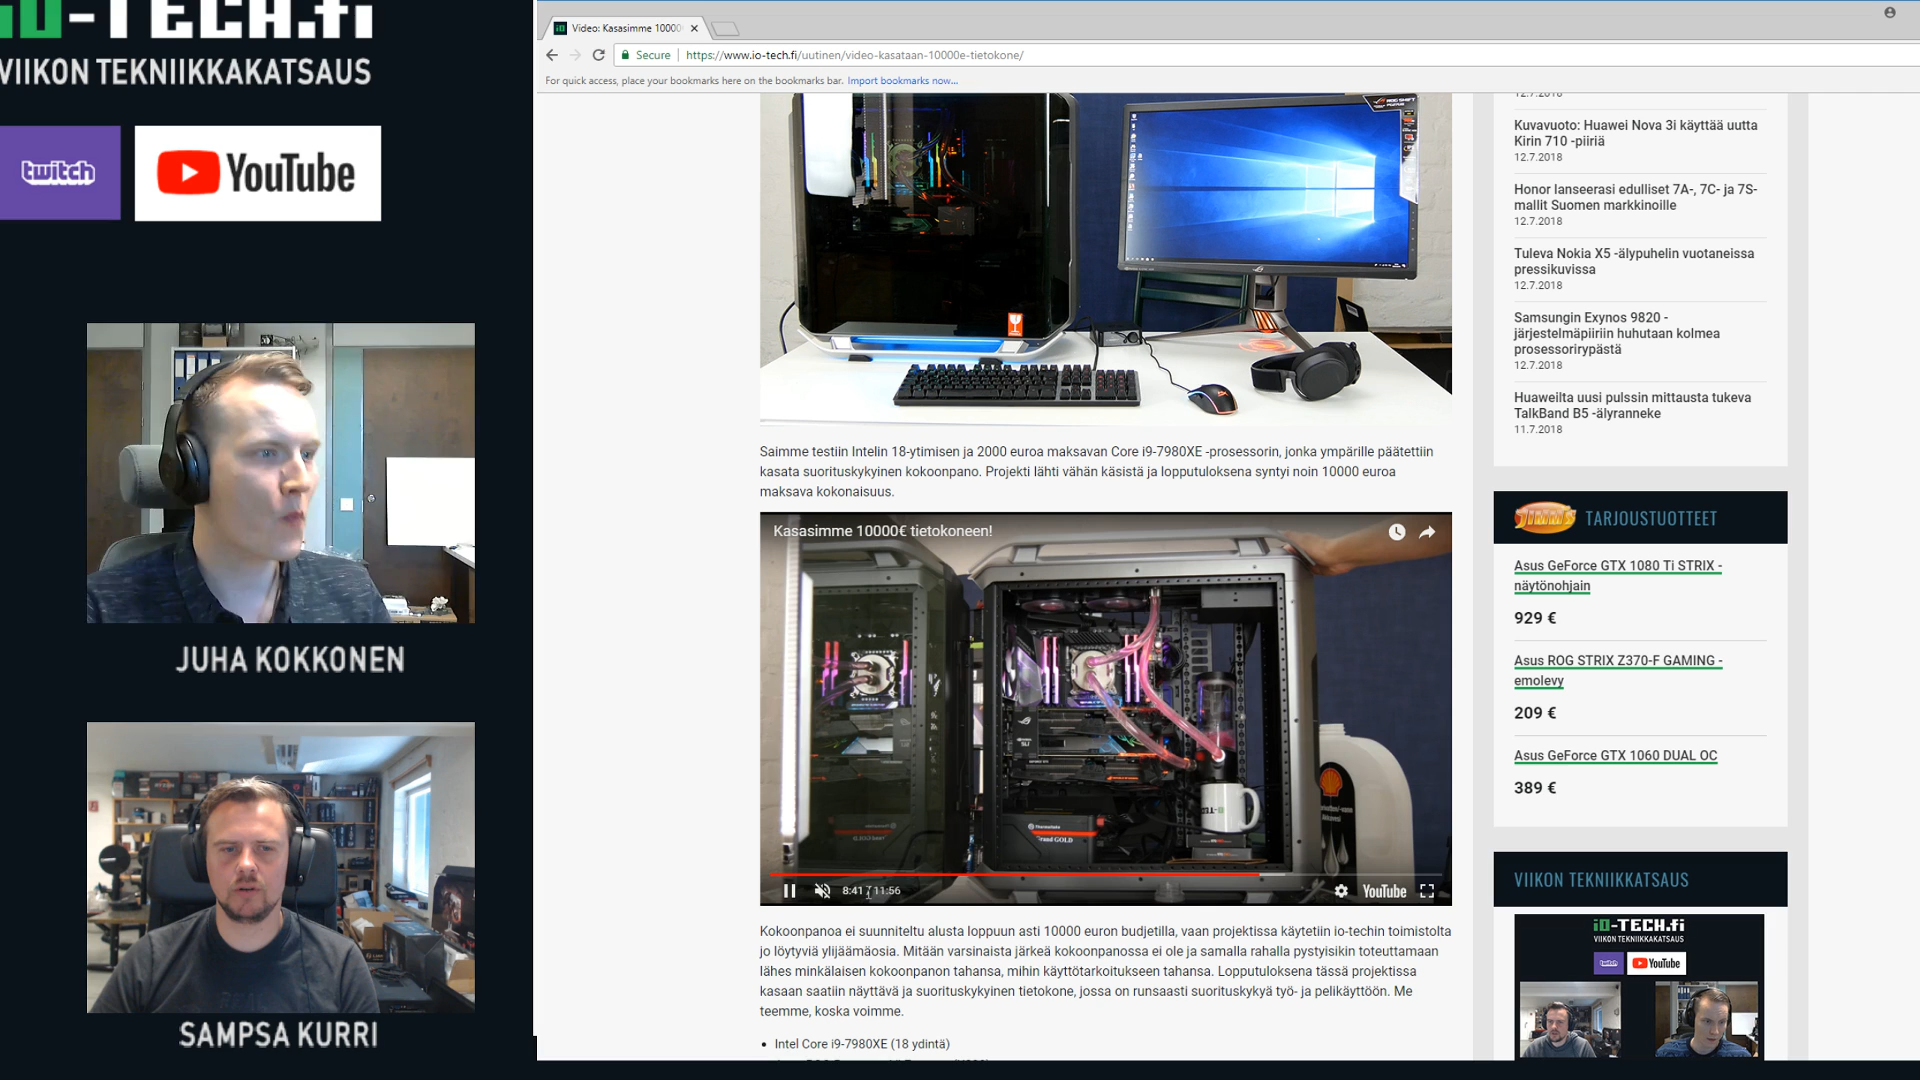 iO-TECH.fi
VIIKON TEKNIIKKAKATSAUS
twitch
YouTube
JUHA KOKKONEN
SAMPSA KURRI
Video: Kasasimme 10000
Secure
https://www.io-tech.fi/uutinen/video-kasataan-10000e-tietokone/
For quick access, place your bookmarks here on the bookmarks bar. Import bookmarks now...
Saimme testiin Intelin 18-ytimisen ja 2000 euroa maksavan Core i9-7980XE -prosessorin, jonka ympärille päätettiin
kasata suorituskykyinen kokoonpano. Projekti lähti vähän käsistä ja lopputuloksena syntyi noin 10000 euroa
maksava kokonaisuus.
Kasasimme 10000€ tietokoneen!
Grand GOLD
iO-TECH
8:41 / 11:56
YouTube
Kokoonpanoa ei suunniteltu alusta loppuun asti 10000 euron budjetilla, vaan projektissa käytetiin io-techin toimistolta
jo löytyviä ylijäämäosia. Mitään varsinaista järkeä kokoonpanossa ei ole ja samalla rahalla pystyisikin toteuttamaan
lähes minkälaisen kokoonpanon tahansa, mihin käyttötarkoitukseen tahansa. Lopputuloksena tässä projektissa
kasaan saatiin näyttävä ja suorituskykyinen tietokone, jossa on runsaasti suorituskykyä työ- ja pelikäyttöön. Me
teemme, koska voimme.
• Intel Core i9-7980XE (18 ydintä)
12.7.2018
Kuvavuoto: Huawei Nova 3i käyttää uutta
Kirin 710 -piiriä
12.7.2018
Honor lanseerasi edulliset 7A-, 7C- ja 7S-
mallit Suomen markkinoille
12.7.2018
Tuleva Nokia X5 -älypuhelin vuotaneissa
pressikuvissa
12.7.2018
Samsungin Exynos 9820 -
järjestelmäpiiriin huhutaan kolmea
prosessorirypästä
12.7.2018
Huaweilta uusi pulssin mittausta tukeva
TalkBand B5 -älyranneke
11.7.2018
JIMMS TARJOUSTUOTTEET
Asus GeForce GTX 1080 Ti STRIX -
näytönohjain
929 €
Asus ROG STRIX Z370-F GAMING -
emolevy
209 €
Asus GeForce GTX 1060 DUAL OC
389 €
VIIKON TEKNIIKKATSAUS
iO-TECH.fi
VIIKON TEKNIIKKAKATSAUS
twitch
YouTube